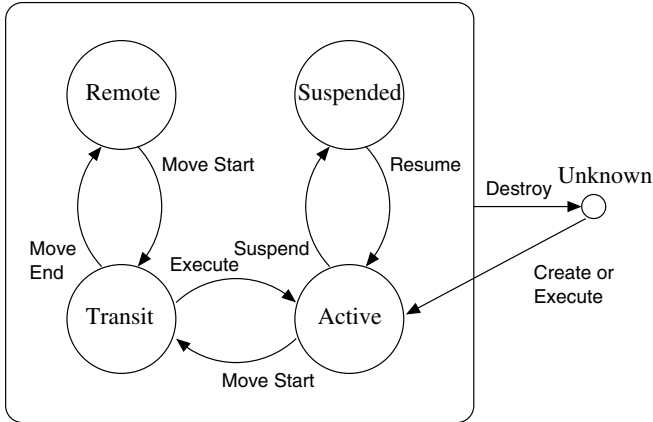 Remote
Suspended
Move Start
Resume
Unknown
Destroy
Move
End
Execute
Suspend
Create or
Execute
Transit
Active
Move Start